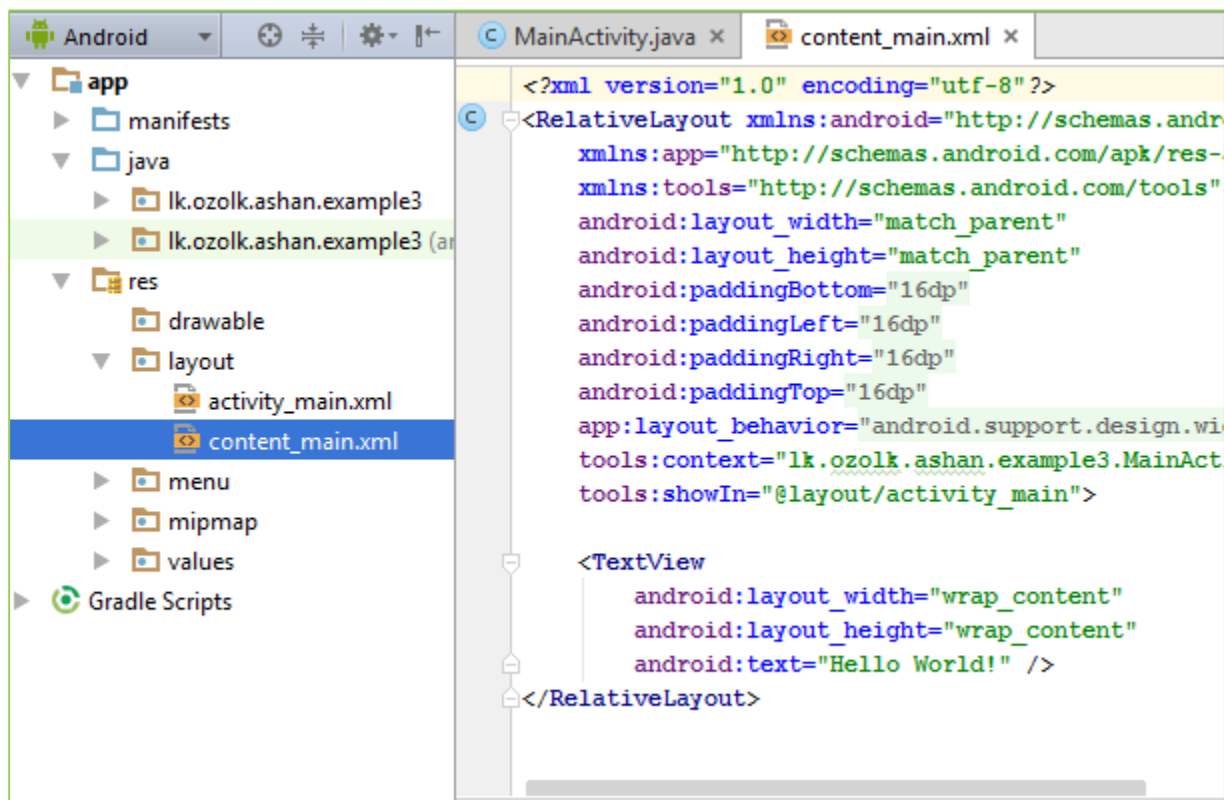 Android
MainActivity.java
content_main.xml
app
manifests
java
lk.ozolk.ashan.example3
lk.ozolk.ashan.example3
res
drawable
layout
activity_main.xml
content_main.xml
menu
mipmap
values
Gradle Scripts
<?xml version="1.0" encoding="utf-8"?>
<RelativeLayout xmlns:android="http://schemas.andr
xmlns:app="http://schemas.android.com/apk/res-
xmlns:tools="http://schemas.android.com/tools"
android:layout_width="match_parent"
android:layout_height="match_parent"
android:paddingBottom="16dp"
android:paddingLeft="16dp"
android:paddingRight="16dp"
android:paddingTop="16dp"
app:layout_behavior="android.support.design.wi
tools:context="lk.ozolk.ashan.example3.MainAct
tools:showIn="@layout/activity_main">
<TextView
android:layout_width="wrap_content"
android:layout_height="wrap_content"
android:text="Hello World!" />
</RelativeLayout>